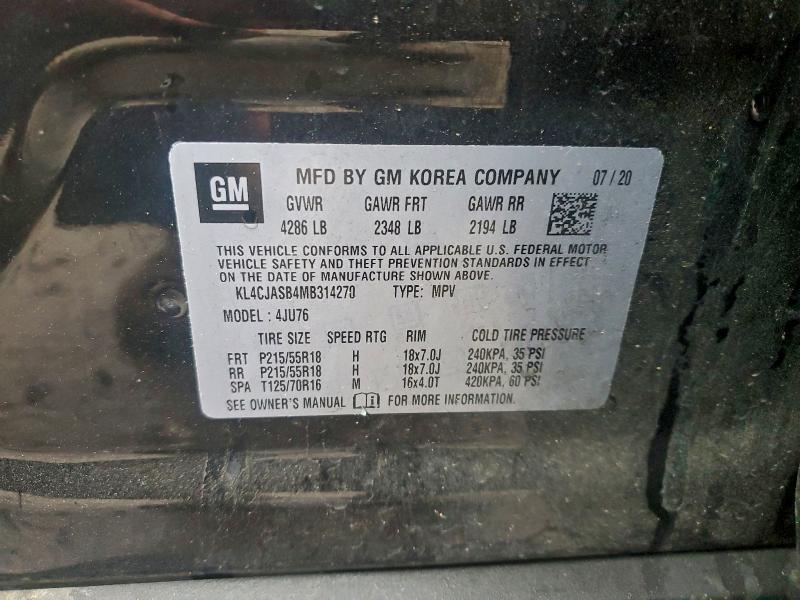 GM MFD BY GM KOREA COMPANY 07/20
GVWR GAWR FRT GAWR RR
4286 LB 2348 LB 2194 LB
THIS VEHICLE CONFORMS TO ALL APPLICABLE U.S. FEDERAL MOTOR
VEHICLE SAFETY AND THEFT PREVENTION STANDARDS IN EFFECT
ON THE DATE OF MANUFACTURE SHOWN ABOVE.
KL4CJASB4MB314270 TYPE: MPV
MODEL : 4JU76
TIRE SIZE SPEED RTG RIM COLD TIRE PRESSURE
FRT P215/55R18 H 18x7.0J 240KPA, 35 PSI
RR P215/55R18 H 18x7.0J 240KPA, 35 PSI
SPA T125/70R16 M 16x4.0T 420KPA, 60 PSI
SEE OWNER'S MANUAL FOR MORE INFORMATION.